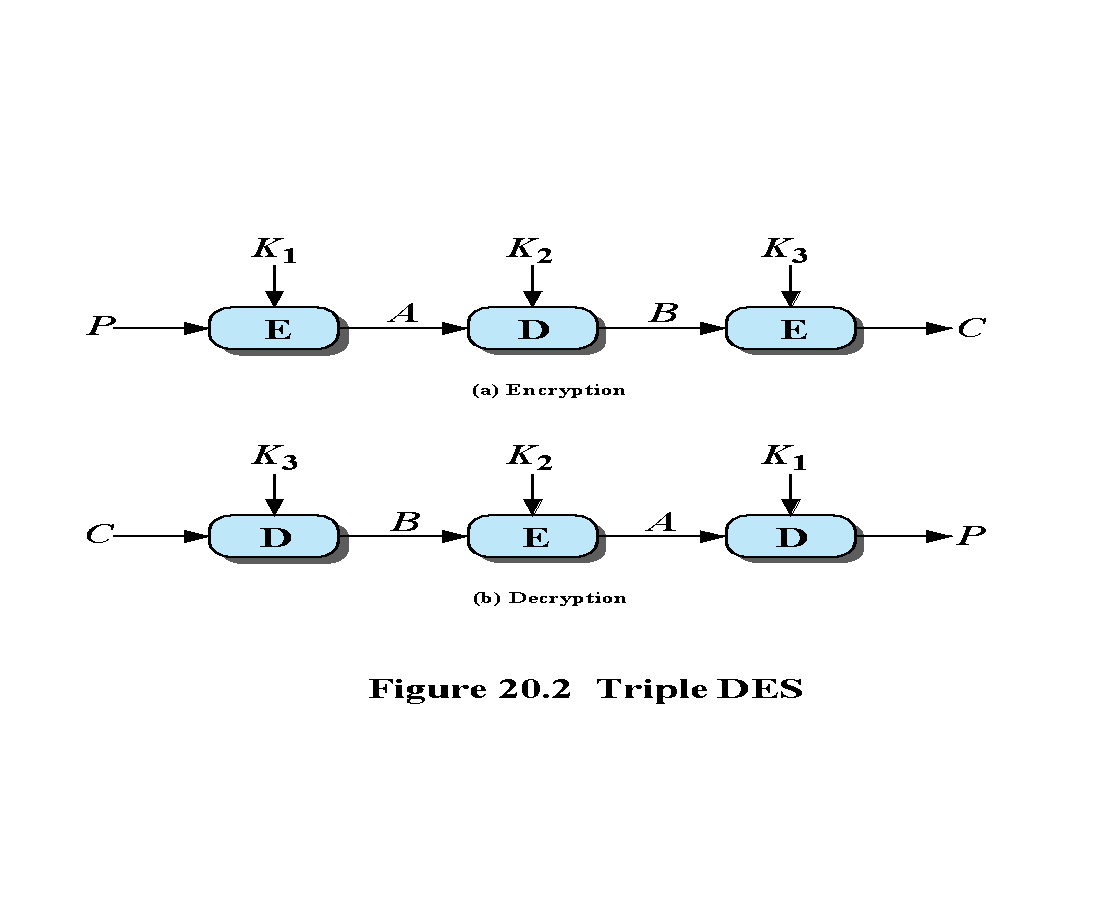 K1 K2 K3
P E A D B E C
(a) Encryption
K3 K2 K1
C D B E A D P
(b) Decryption
Figure 20.2 Triple DES